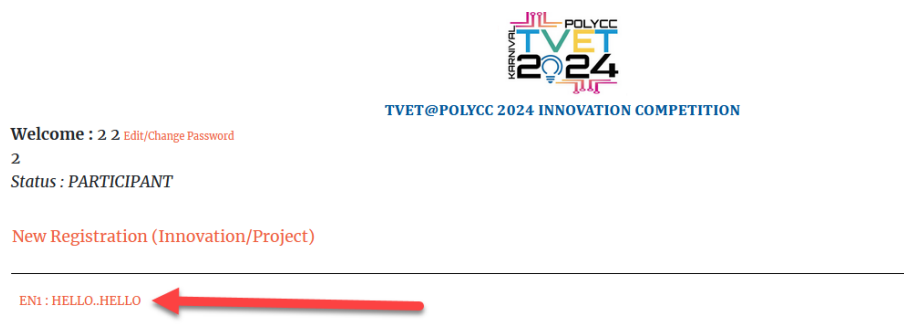 KARNIVAL
POLYCC
TVET
2024
TVET@POLYCC 2024 INNOVATION COMPETITION
Welcome : 2 2 Edit/Change Password
2
Status : PARTICIPANT
New Registration (Innovation/Project)
EN1 : HELLO..HELLO